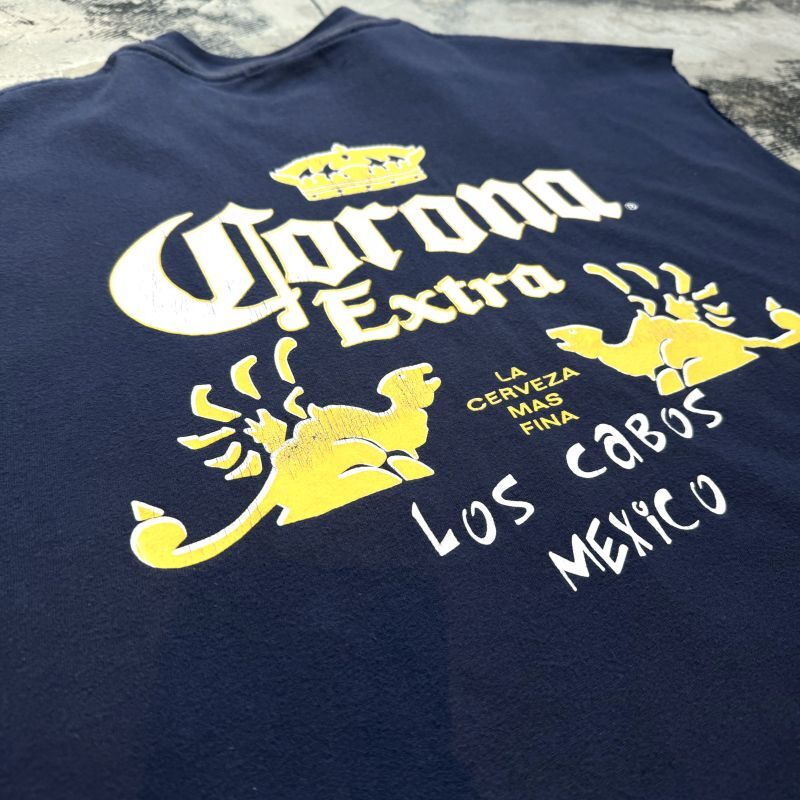 Corona®
Extra
LA
CERVEZA
MAS
FINA
LOS CABOS
MEXICO